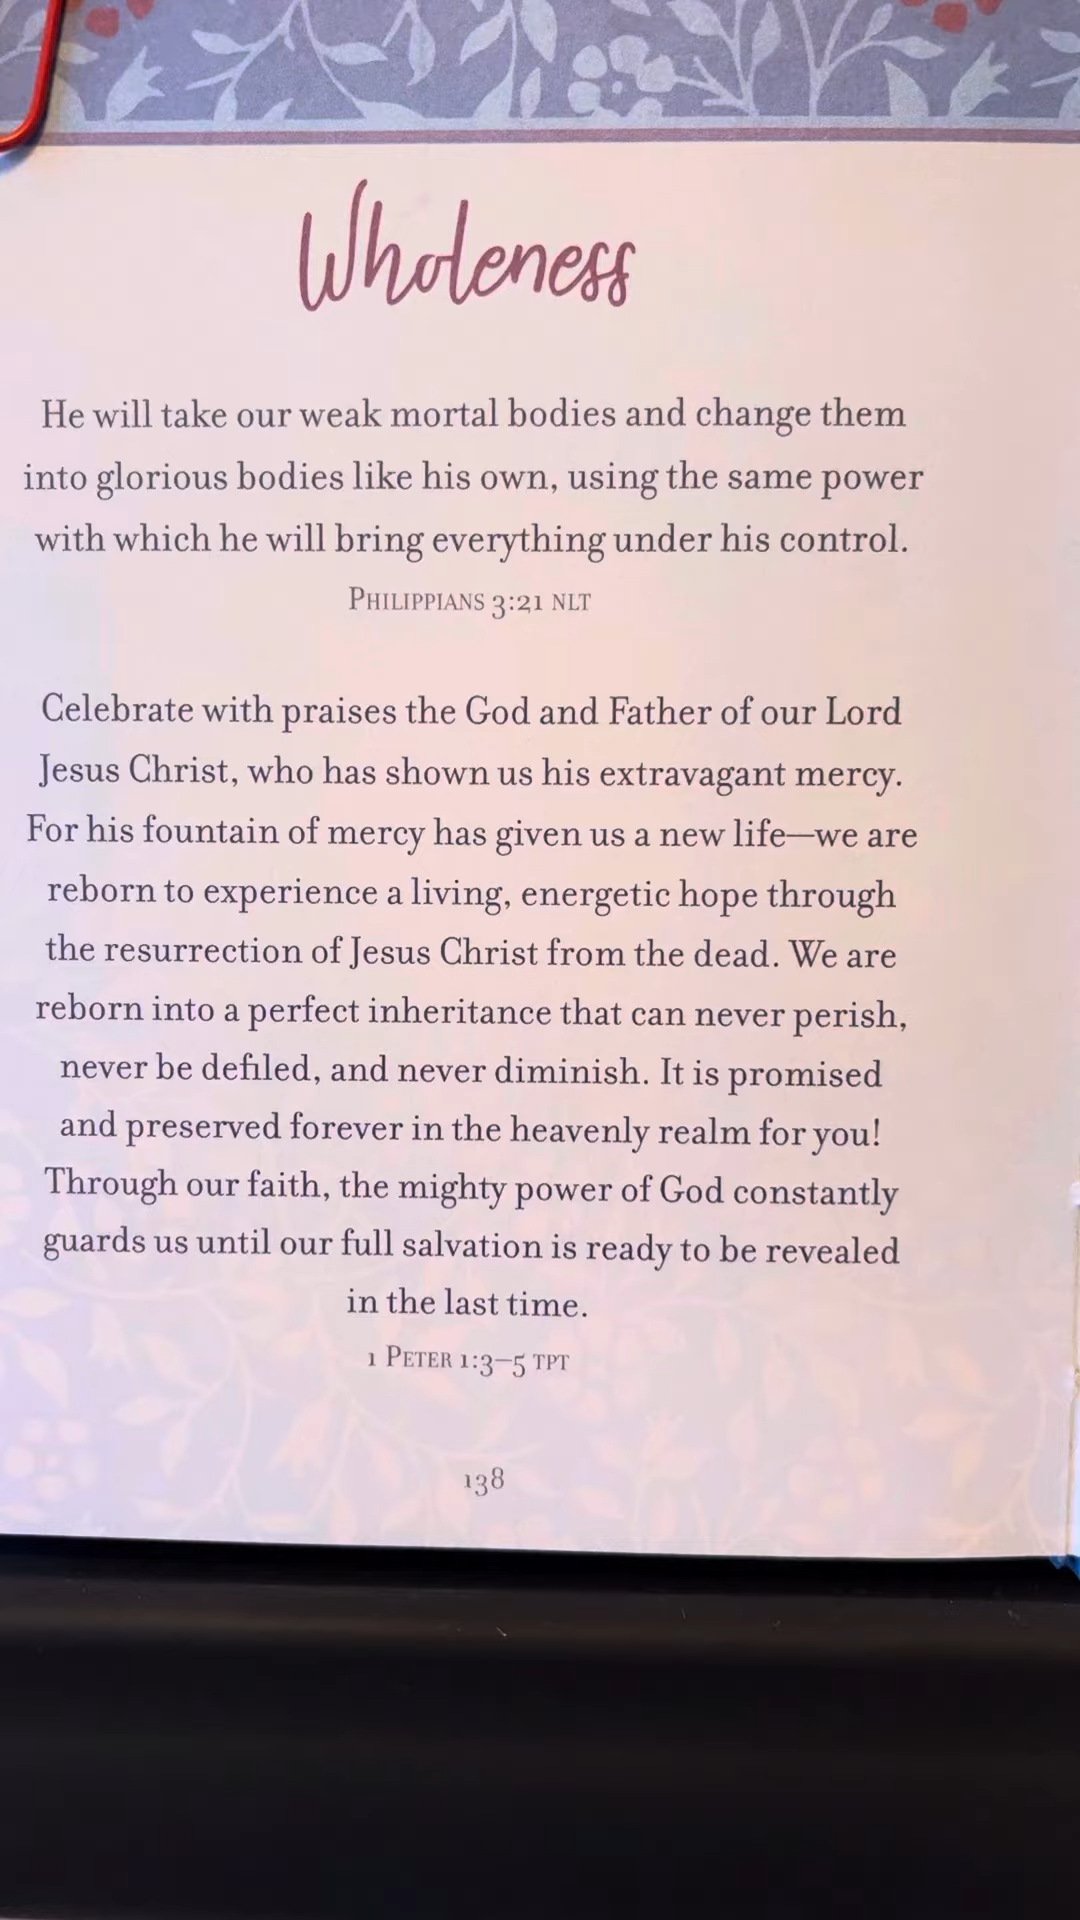 Wholeness
He will take our weak mortal bodies and change them
into glorious bodies like his own, using the same power
with which he will bring everything under his control.
Philippians 3:21 NLT
Celebrate with praises the God and Father of our Lord
Jesus Christ, who has shown us his extravagant mercy.
For his fountain of mercy has given us a new life—we are
reborn to experience a living, energetic hope through
the resurrection of Jesus Christ from the dead. We are
reborn into a perfect inheritance that can never perish,
never be defiled, and never diminish. It is promised
and preserved forever in the heavenly realm for you!
Through our faith, the mighty power of God constantly
guards us until our full salvation is ready to be revealed
in the last time.
1 Peter 1:3–5 TPT
138